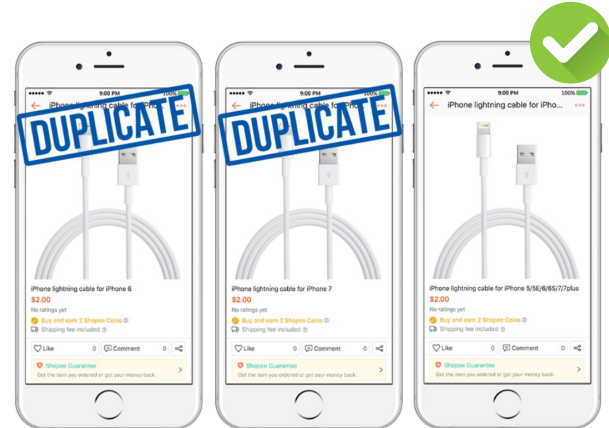 9:00 PM
100%
iPhone lightning cable for iPho...
DUPLICATE
iPhone lightning cable for iPhone 6
$2.00
No ratings yet
Buy and earn 2 Shopee Coins
Shipping fee included
Like 0 Comment 0
Shopee Guarantee
Get the item you ordered or get your money back.
9:00 PM
100%
iPhone lightning cable for iPho...
DUPLICATE
iPhone lightning cable for iPhone 7
$2.00
No ratings yet
Buy and earn 2 Shopee Coins
Shipping fee included
Like 0 Comment 0
Shopee Guarantee
Get the item you ordered or get your money back.
9:00 PM
100%
iPhone lightning cable for iPho...
iPhone lightning cable for iPhone 5/5E/6/6S/7/7plus
$2.00
No ratings yet
Buy and earn 2 Shopee Coins
Shipping fee included
Like 0 Comment 0
Shopee Guarantee
Get the item you ordered or got your money back.